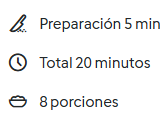 Preparación 5 min
Total 20 minutos
8 porciones